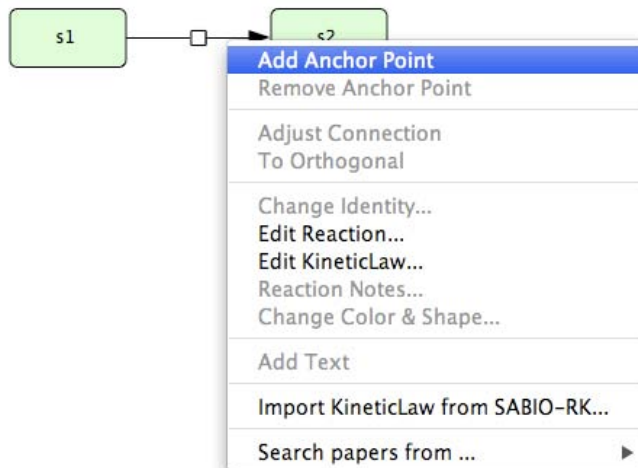 s1
s2
Add Anchor Point
Remove Anchor Point
Adjust Connection
To Orthogonal
Change Identity...
Edit Reaction...
Edit KineticLaw...
Reaction Notes...
Change Color & Shape...
Add Text
Import KineticLaw from SABIO-RK...
Search papers from ...